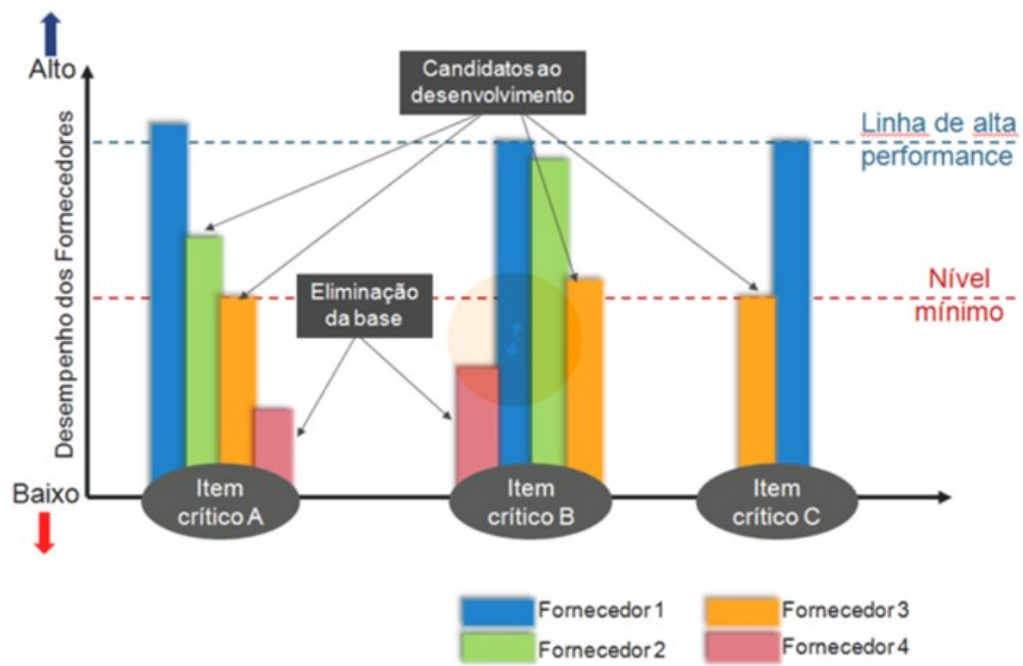 Alto
Desempenho dos Fornecedores
Baixo
Candidatos ao
desenvolvimento
Linha de alta
performance
Eliminação
da base
Nível
mínimo
Item
crítico A
Item
crítico B
Item
crítico C
Fornecedor 1
Fornecedor 2
Fornecedor 3
Fornecedor 4